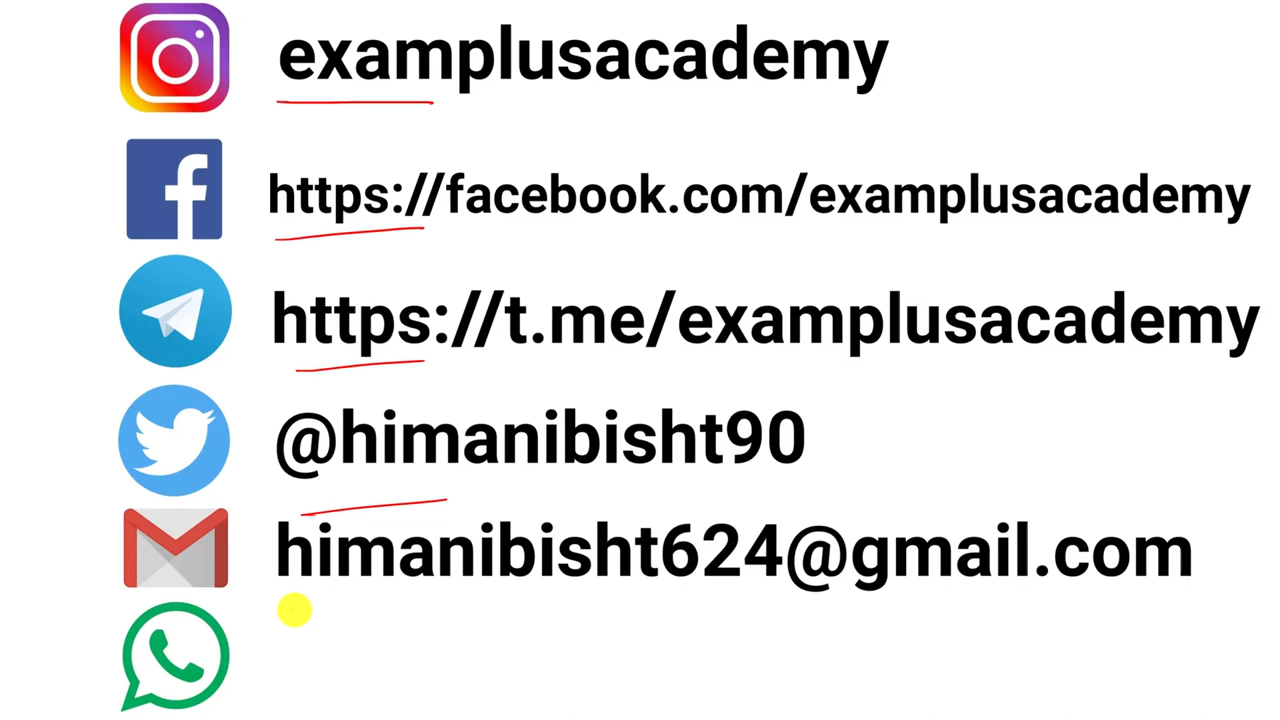 examplusacademy
https://facebook.com/examplusacademy
https://t.me/examplusacademy
@himanibisht90
himanibisht624@gmail.com